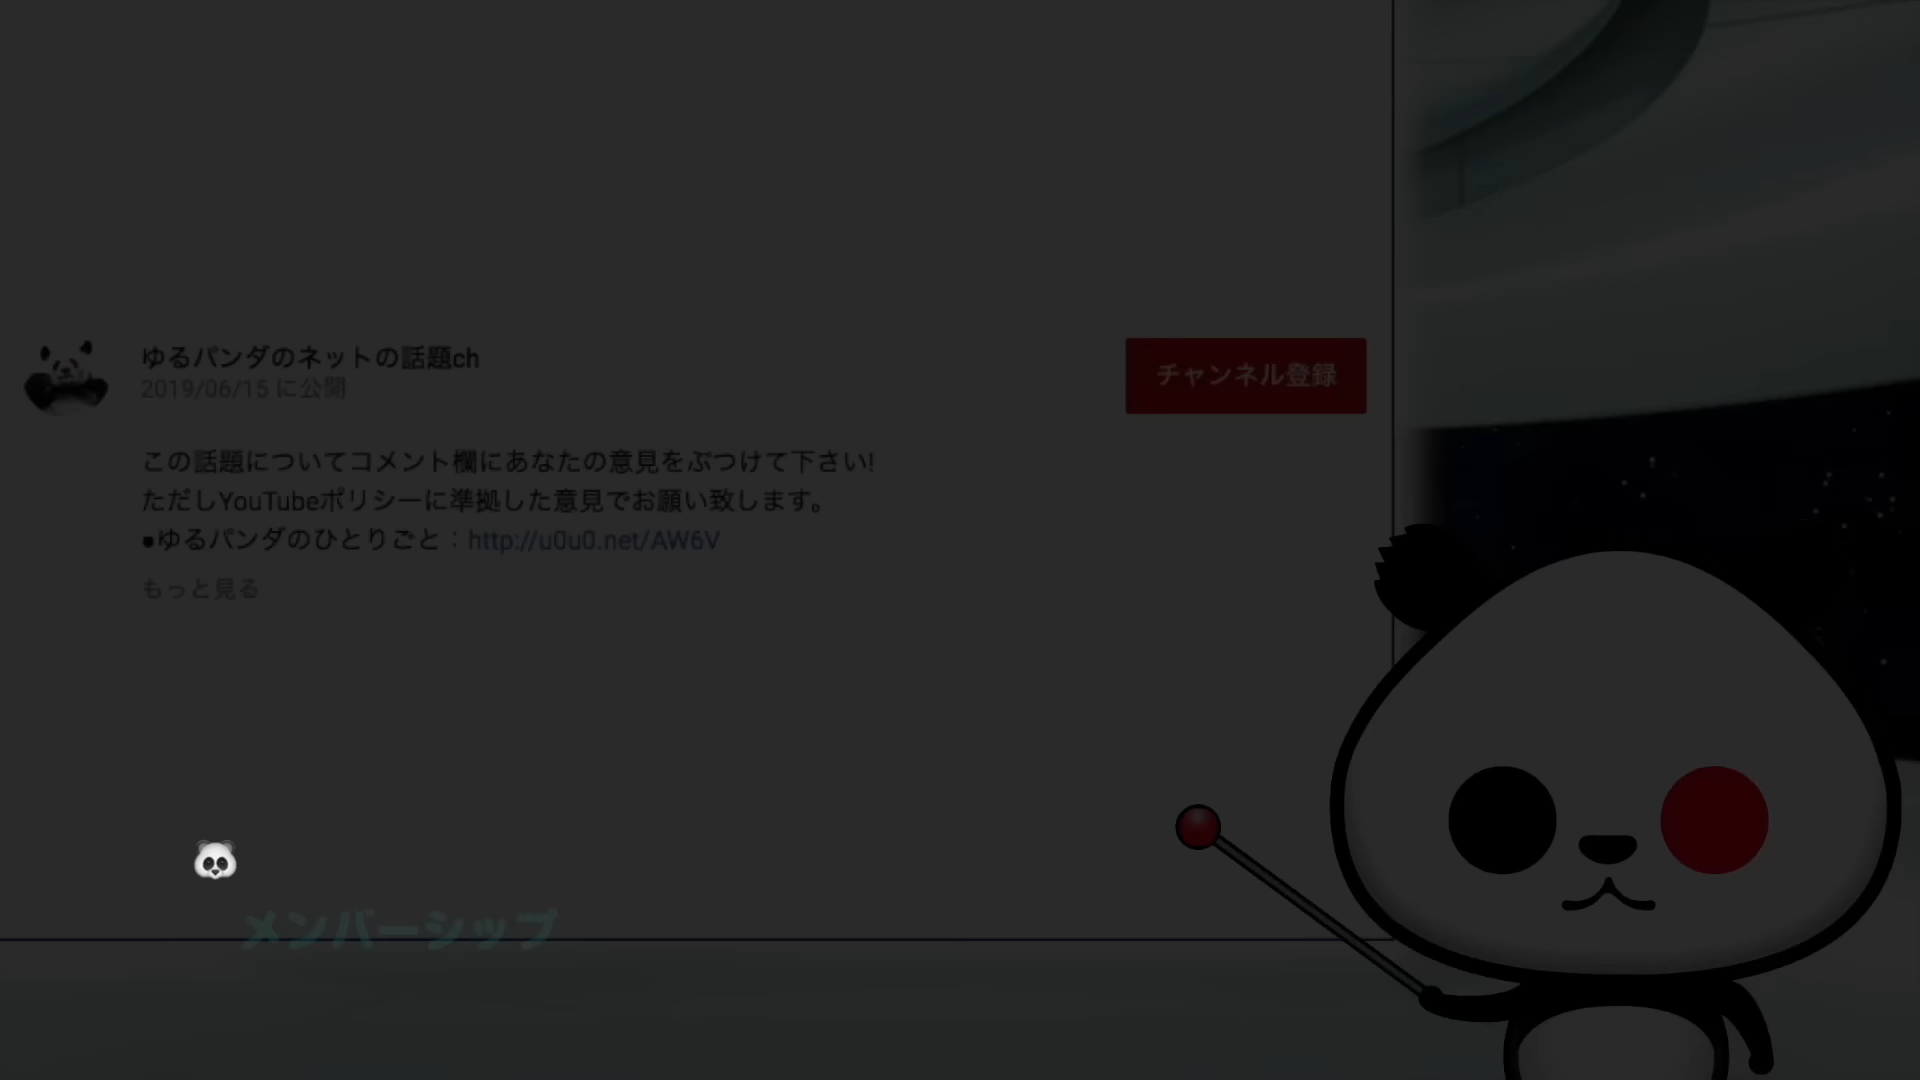 ゆるパンダのネットの話題ch
2019/06/15 に公開
チャンネル登録
この話題についてコメント欄にあなたの意見をぶつけて下さい!
ただしYouTubeポリシーに準拠した意見でお願い致します。
●ゆるパンダのひとりごと：http://u0u0.net/AW6V
もっと見る
メンバーシップ